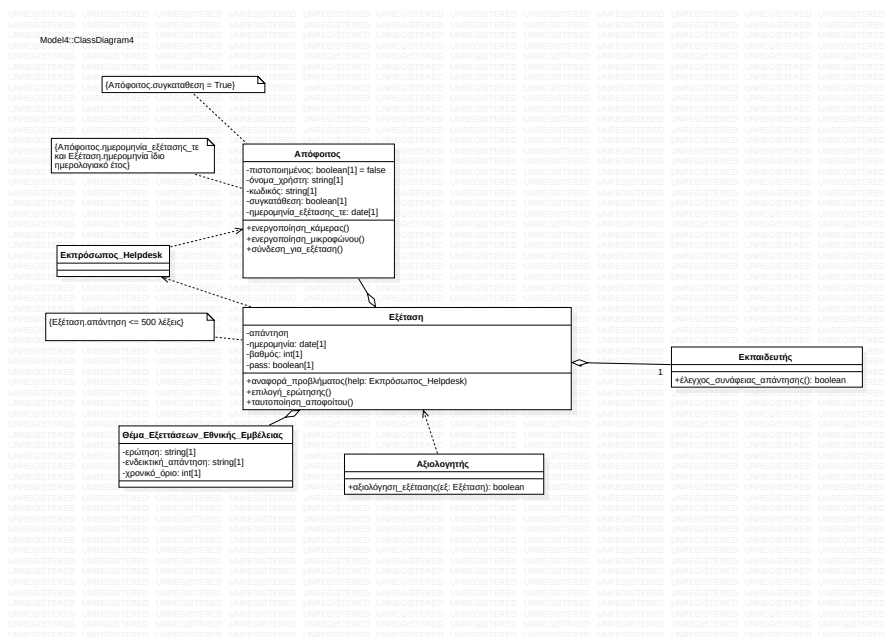 Model4::ClassDiagram4
{Απόφοιτος.συγκαταθεση = True}
{Απόφοιτος.ημερομηνία_εξέτασης_τε
και Εξέταση.ημερομηνία ίδιο
ημερολογιακό έτος}
Απόφοιτος
-πιστοποιημένος: boolean[1] = false
-όνομα_χρήστη: string[1]
-κωδικός: string[1]
-συγκατάθεση: boolean[1]
-ημερομηνία_εξέτασης_τε: date[1]
+ενεργοποίηση_κάμερας()
+ενεργοποίηση_μικροφώνου()
+σύνδεση_για_εξέταση()
Εκπρόσωπος_Helpdesk
{Εξέταση.απάντηση <= 500 λέξεις}
Εξέταση
-απάντηση
-ημερομηνία: date[1]
-βαθμός: int[1]
-pass: boolean[1]
+αναφορά_προβλήματος(help: Εκπρόσωπος_Helpdesk)
+επιλογή_ερώτησης()
+ταυτοποίηση_αποφοίτου()
1
Εκπαιδευτής
+έλεγχος_συνάφειας_απάντησης(): boolean
Θέμα_Εξεττάσεων_Εθνικής_Εμβέλειας
-ερώτηση: string[1]
-ενδεικτική_απάντηση: string[1]
-χρονικό_όριο: int[1]
Αξιολογητής
+αξιολόγηση_εξέτασης(εξ: Εξέταση): boolean
UNREGISTERED